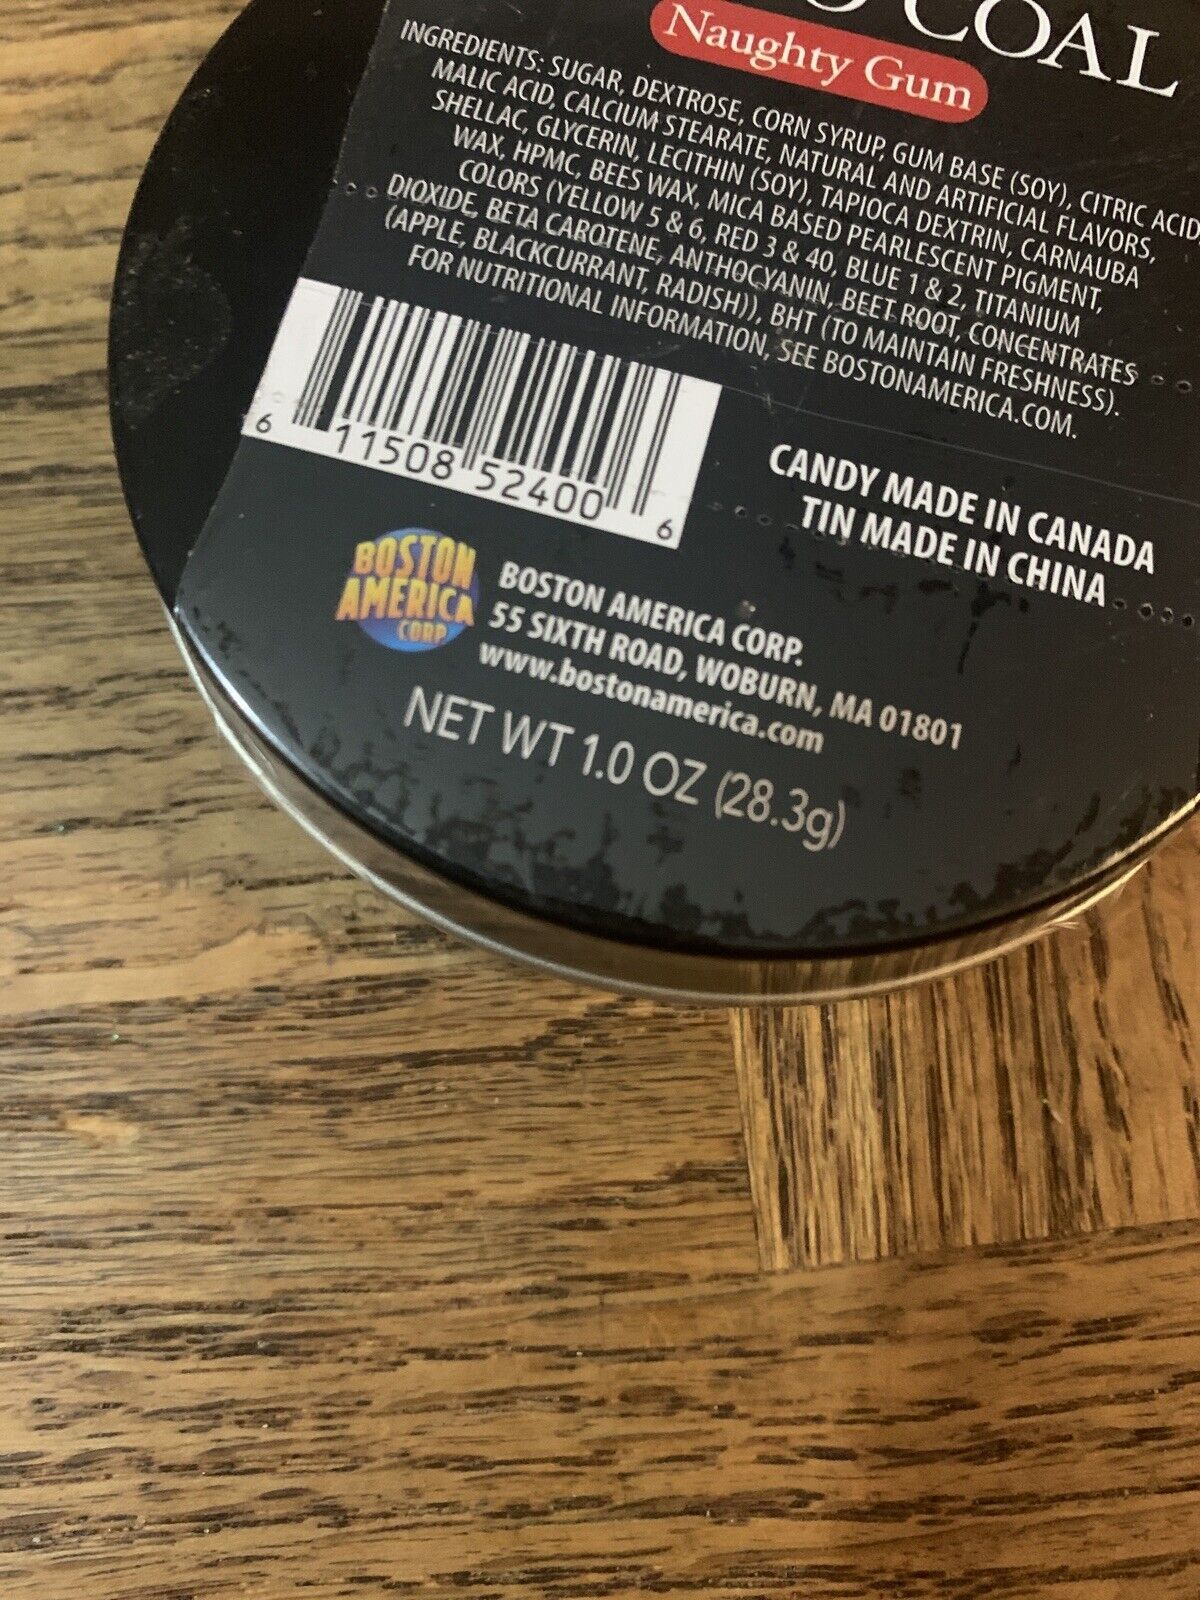 COAL
Naughty Gum
INGREDIENTS: SUGAR, DEXTROSE, CORN SYRUP, GUM BASE (SOY), CITRIC ACID
MALIC ACID, CALCIUM STEARATE, NATURAL AND ARTIFICIAL FLAVORS,
SHELLAC, GLYCERIN, LECITHIN (SOY), TAPIOCA DEXTRIN, CARNAUBA
WAX, HPMC, BEES WAX, MICA BASED PEARLESCENT PIGMENT,
COLORS (YELLOW 5 & 6, RED 3 & 40, BLUE 1 & 2, TITANIUM
DIOXIDE, BETA CAROTENE, ANTHOCYANIN, BEET ROOT, CONCENTRATES
(APPLE, BLACKCURRANT, RADISH)), BHT (TO MAINTAIN FRESHNESS).
FOR NUTRITIONAL INFORMATION, SEE BOSTONAMERICA.COM.
6 11508 52400 6
CANDY MADE IN CANADA
TIN MADE IN CHINA
BOSTON
AMERICA
CORP
BOSTON AMERICA CORP.
55 SIXTH ROAD, WOBURN, MA 01801
www.bostonamerica.com
NET WT 1.0 OZ (28.3g)